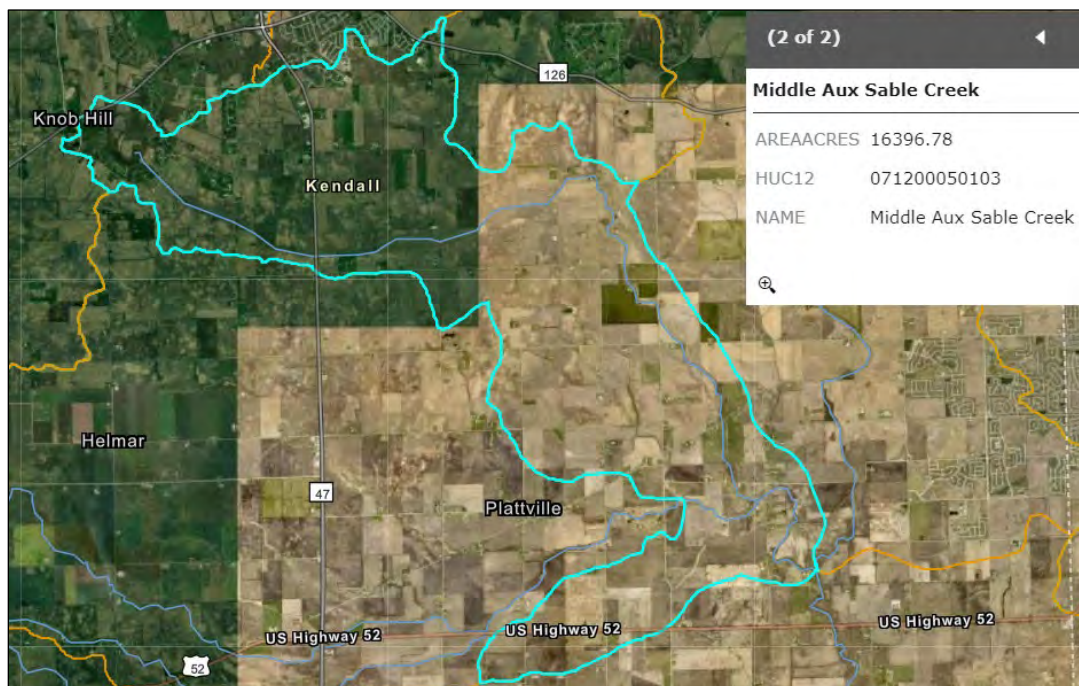 (2 of 2)
Middle Aux Sable Creek
AREAACRES 16396.78
HUC12 071200050103
NAME Middle Aux Sable Creek
126
Knob Hill
Kendall
Helmar
47
Plattville
US Highway 52
US Highway 52
US Highway 52
52